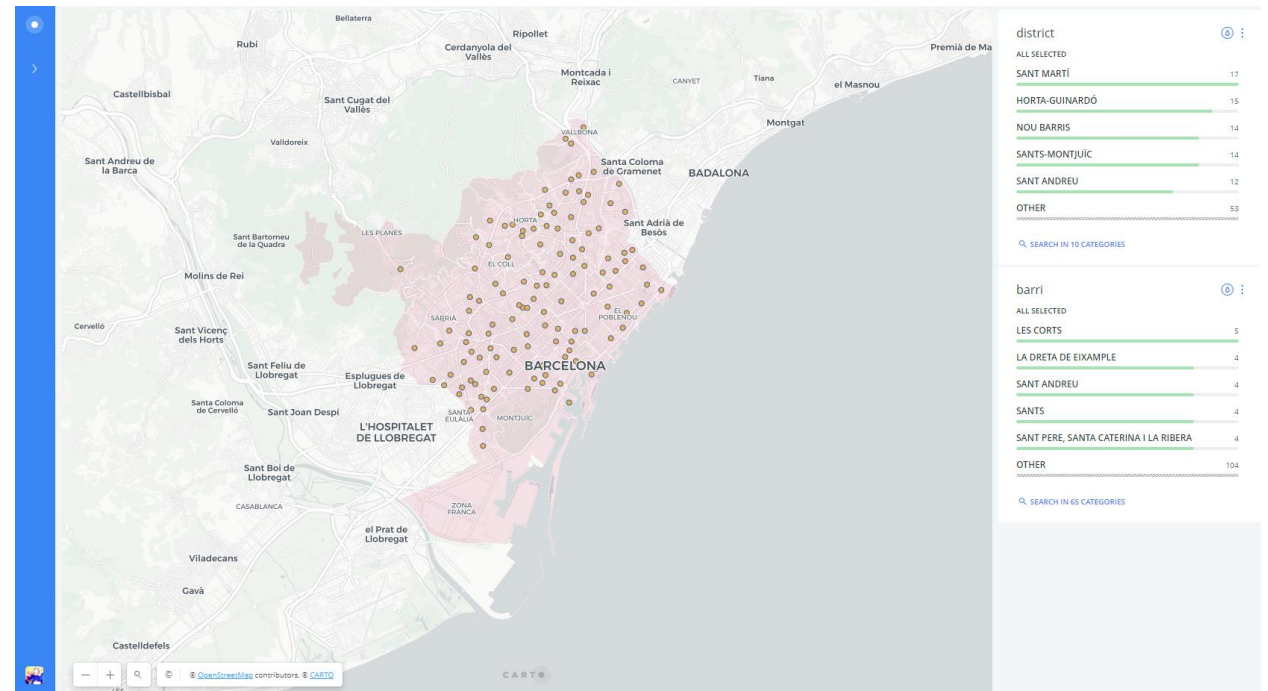 Bellaterra
Rubí
Ripollet
Cerdanyola del
Vallès
Premià de Ma
Montcada i
Reixac
CANYET
Tiana
el Masnou
Castellbisbal
Sant Cugat del
Vallès
Montgat
VALLBONA
Valldoreix
Sant Andreu de
la Barca
Santa Coloma
de Gramenet
BADALONA
HORTA
Sant Adrià de
Besòs
LES PLANES
Sant Bartomeu
de la Quadra
EL COLL
Molins de Rei
SARRIÀ
EL
POBLENOU
Cervelló
Sant Vicenç
dels Horts
Sant Feliu de
Llobregat
BARCELONA
Esplugues de
Llobregat
Santa Coloma
de Cervelló
Sant Joan Despí
SANTA
EULÀLIA
MONTJUÏC
L'HOSPITALET
DE LLOBREGAT
Sant Boi de
Llobregat
CASABLANCA
ZONA
FRANCA
el Prat de
Llobregat
Viladecans
Gavà
Castelldefels
© OpenStreetMap contributors, © CARTO
CARTO
district
ALL SELECTED
SANT MARTÍ 17
HORTA-GUINARDÓ 15
NOU BARRIS 14
SANTS-MONTJUÏC 14
SANT ANDREU 12
OTHER 53
SEARCH IN 10 CATEGORIES
barri
ALL SELECTED
LES CORTS 5
LA DRETA DE EIXAMPLE 4
SANT ANDREU 4
SANTS 4
SANT PERE, SANTA CATERINA I LA RIBERA 4
OTHER 104
SEARCH IN 65 CATEGORIES